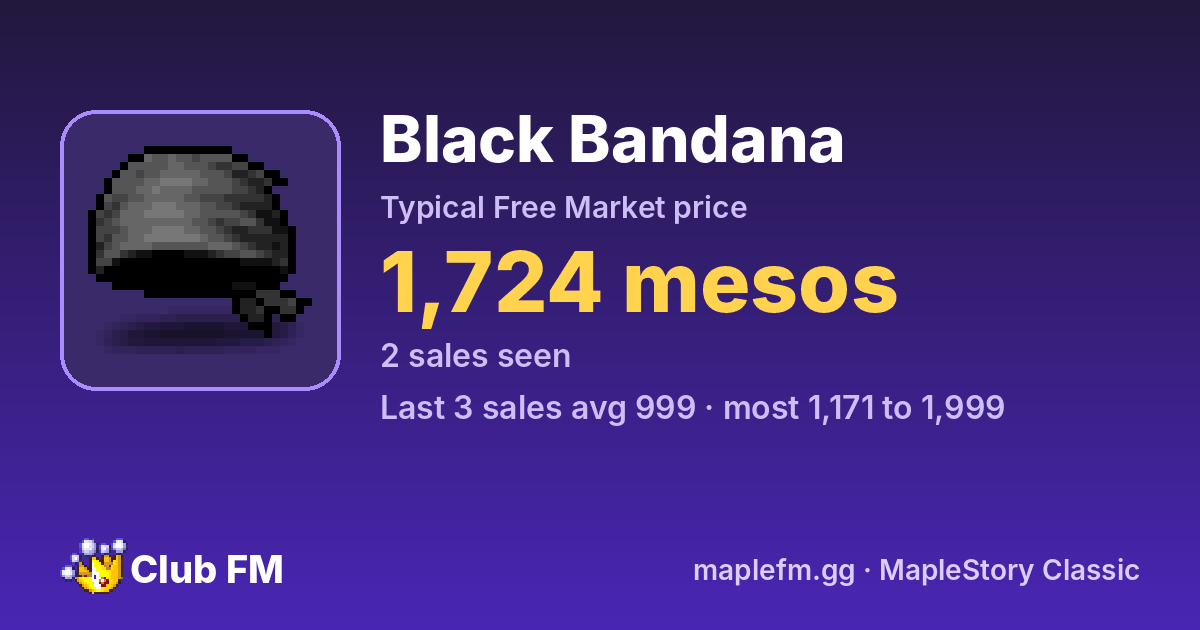 Black Bandana
Typical Free Market price
1,724 mesos
2 sales seen
Last 3 sales avg 999 · most 1,171 to 1,999
Club FM
maplefm.gg · MapleStory Classic